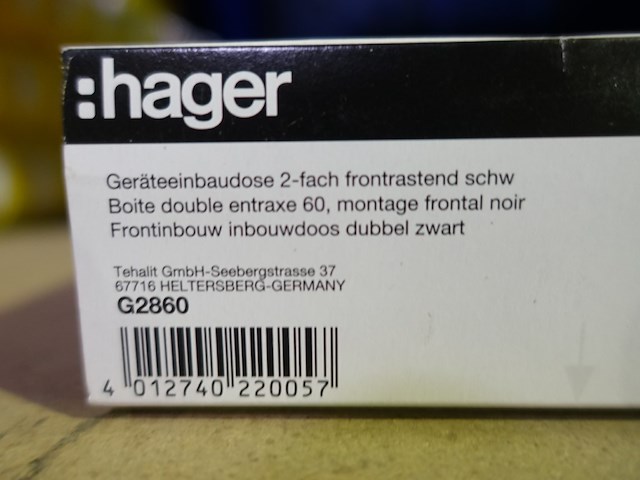 :hager
Geräteeinbaudose 2-fach frontrastend schw
Boite double entraxe 60, montage frontal noir
Frontinbouw inbouwdoos dubbel zwart
Tehalit GmbH-Seebergstrasse 37
67716 HELTERSBERG-GERMANY
G2860
4 012740 220057